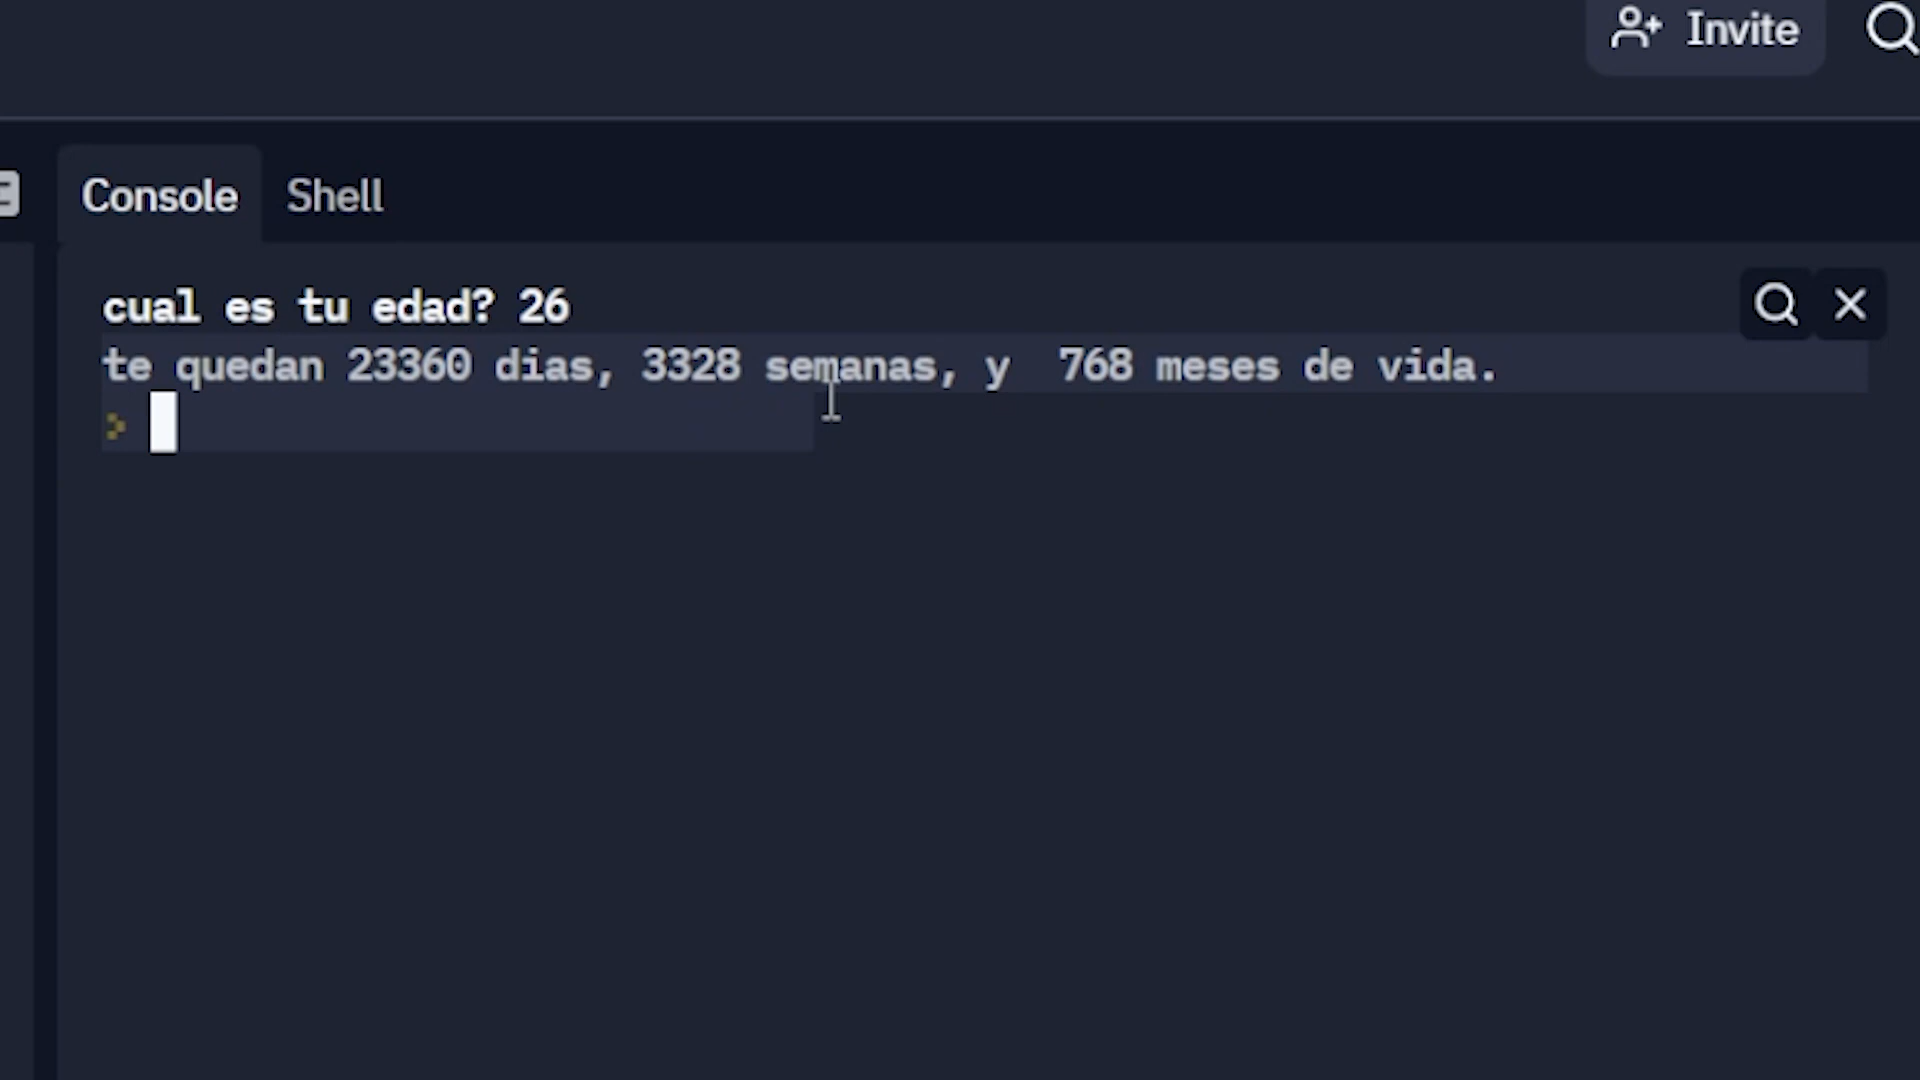 Invite
Console Shell
cual es tu edad? 26
te quedan 23360 dias, 3328 semanas, y  768 meses de vida.
>